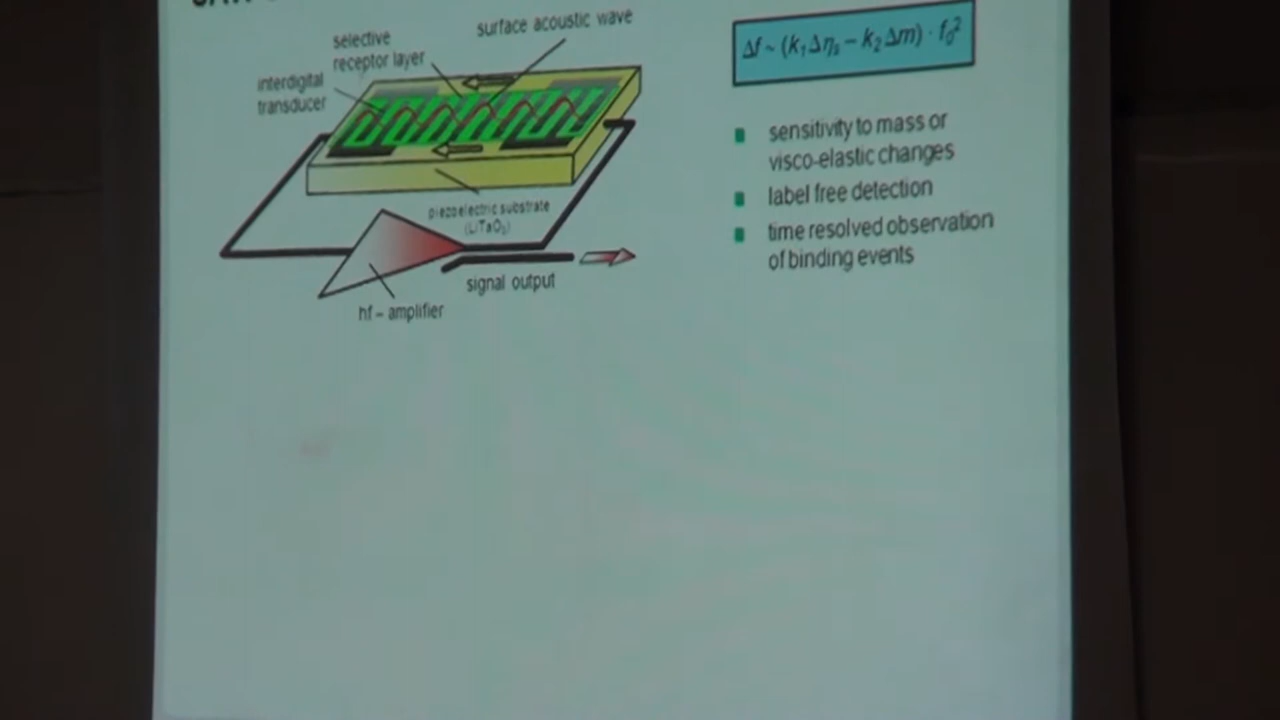 surface acoustic wave
selective
receptor layer
interdigital
transducer
piezoelectric substrate
(LiTaO₃)
signal output
hf – amplifier
Δf ~ (k₁Δηₛ – k₂Δm) · f₀²
sensitivity to mass or
visco-elastic changes
label free detection
time resolved observation
of binding events